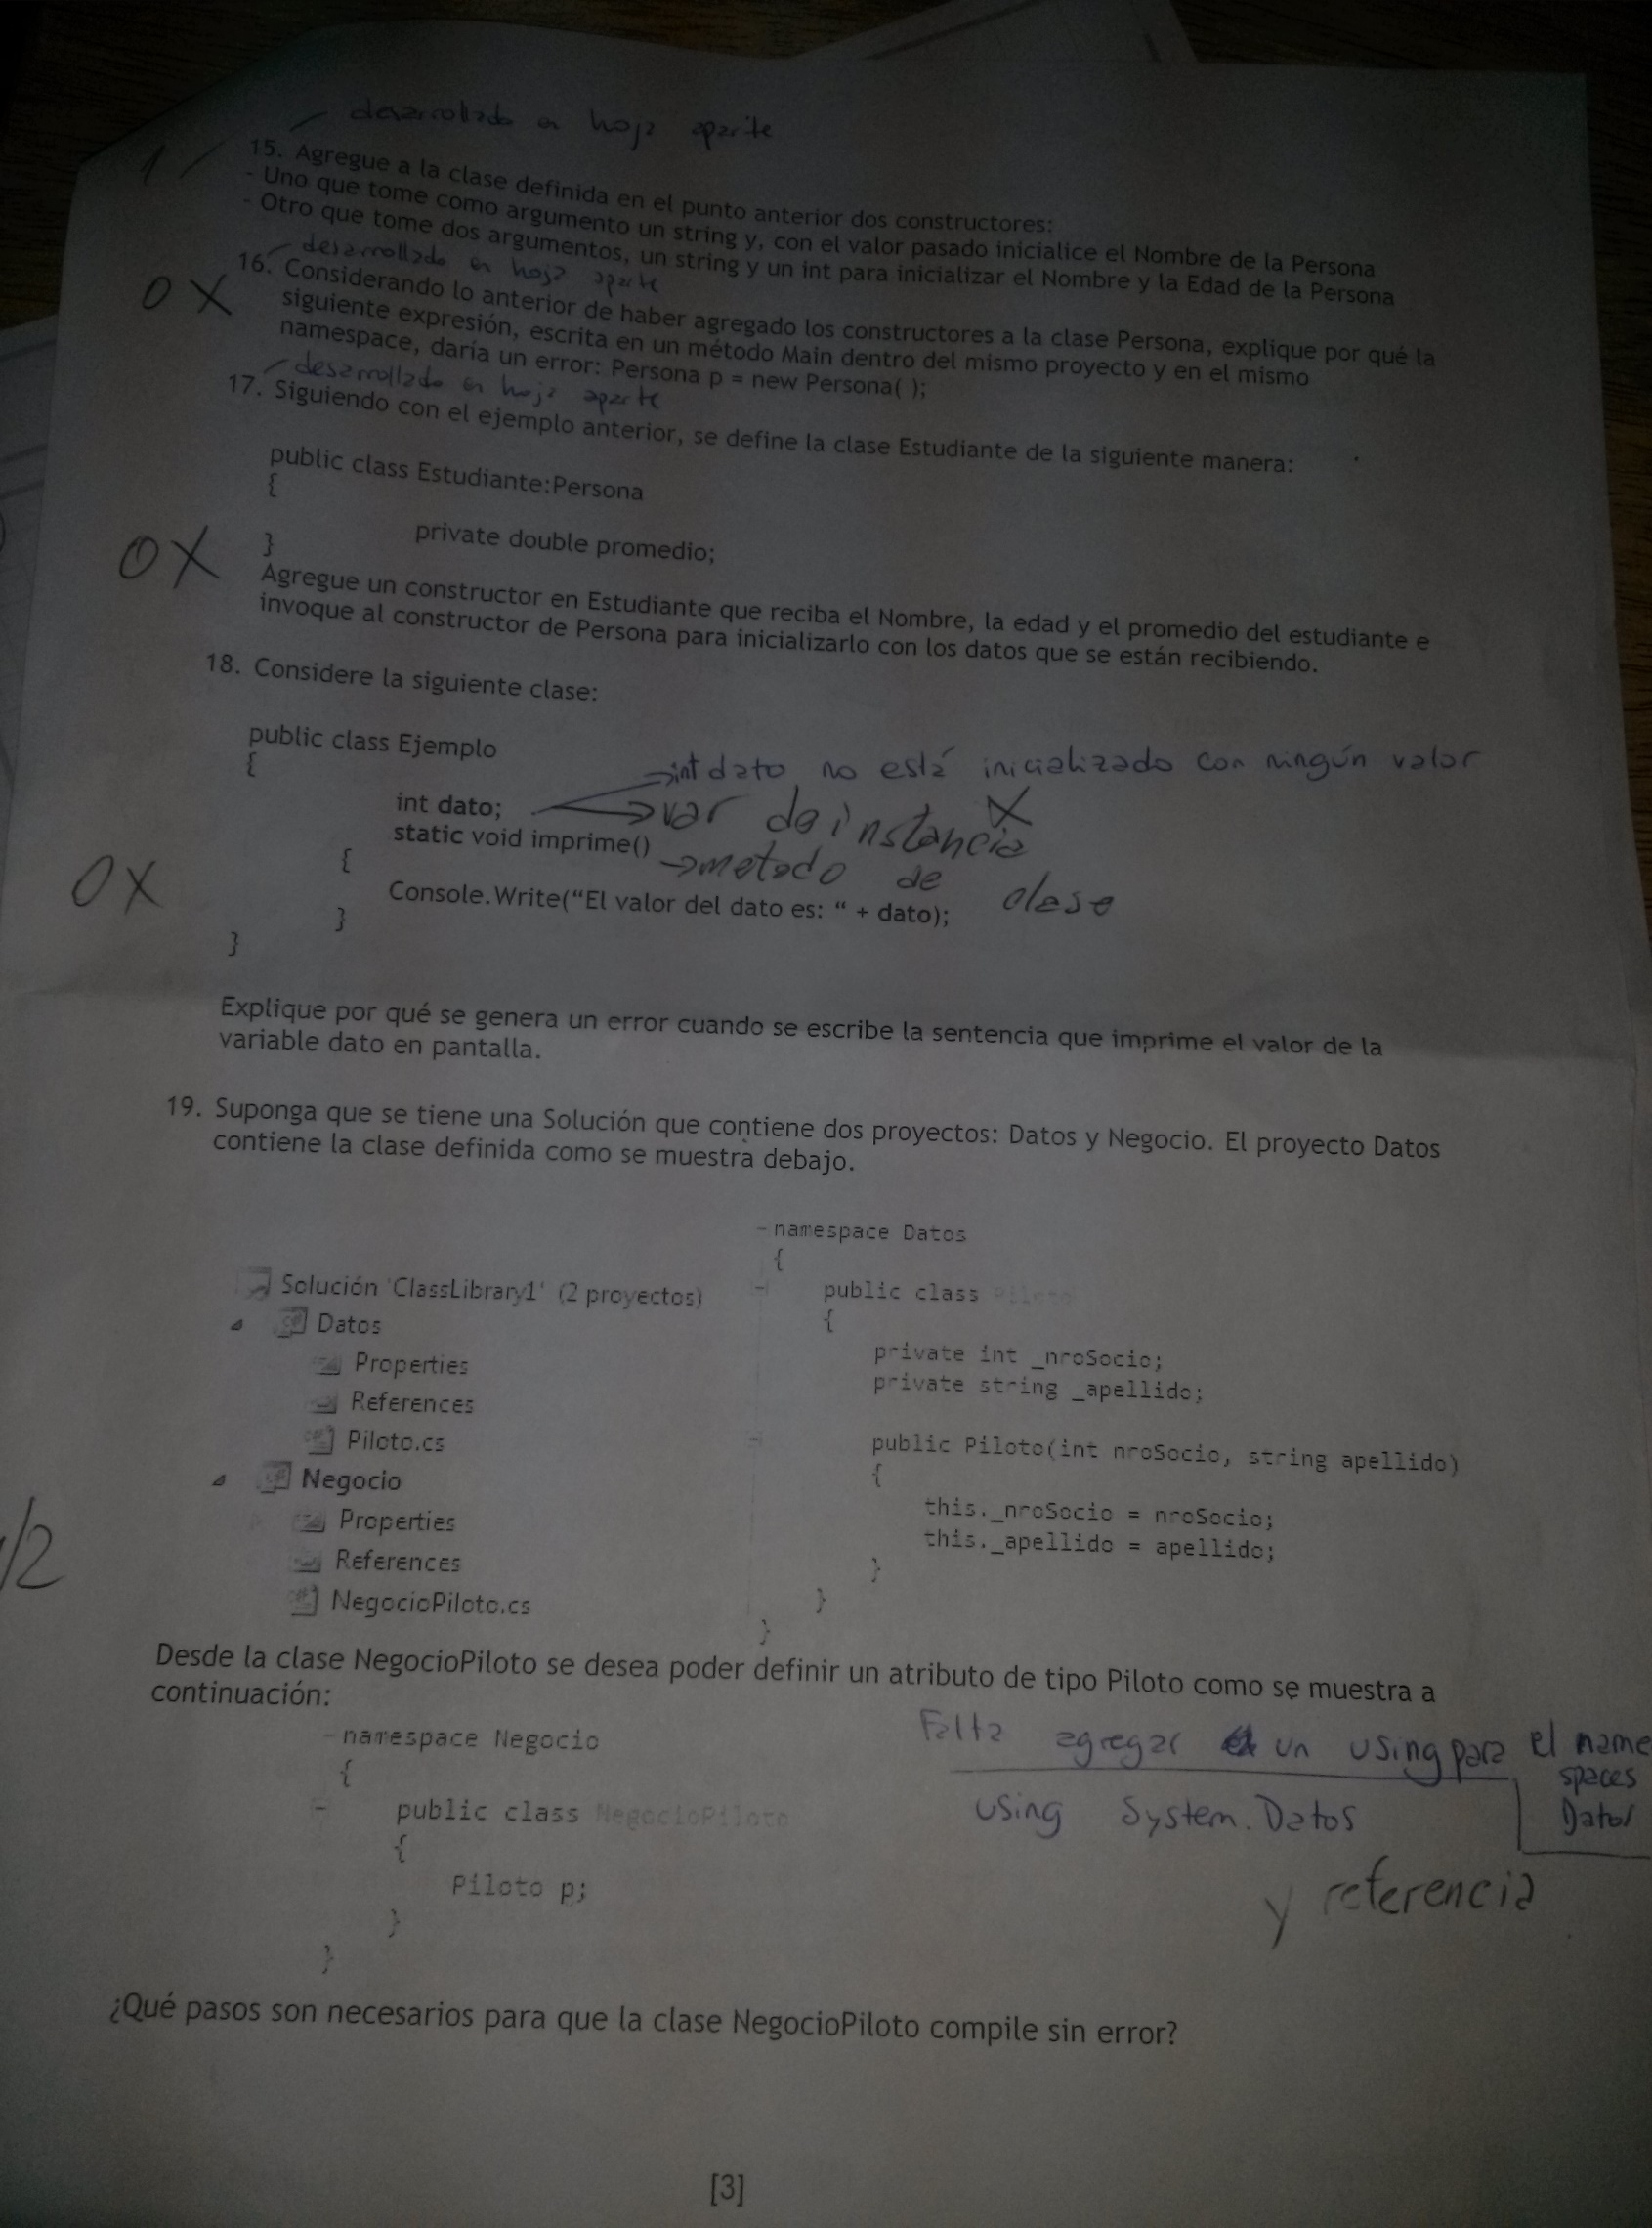 desarrollado en hoja aparte
1 15. Agregue a la clase definida en el punto anterior dos constructores:
- Uno que tome como argumento un string y, con el valor pasado inicialice el Nombre de la Persona
- Otro que tome dos argumentos, un string y un int para inicializar el Nombre y la Edad de la Persona
desarrollado en hoja aparte
0 X 16. Considerando lo anterior de haber agregado los constructores a la clase Persona, explique por qué la
siguiente expresión, escrita en un método Main dentro del mismo proyecto y en el mismo
namespace, daría un error: Persona p = new Persona( );
desarrollado en hoja aparte
17. Siguiendo con el ejemplo anterior, se define la clase Estudiante de la siguiente manera:
public class Estudiante:Persona
{
private double promedio;
}
0 X
Agregue un constructor en Estudiante que reciba el Nombre, la edad y el promedio del estudiante e
invoque al constructor de Persona para inicializarlo con los datos que se están recibiendo.
18. Considere la siguiente clase:
public class Ejemplo
{
int dato no está inicializado con ningún valor
X
int dato; → var de instancia
static void imprime() → metodo de clase
{
0 X
Console.Write(“El valor del dato es: “ + dato);
}
}
Explique por qué se genera un error cuando se escribe la sentencia que imprime el valor de la
variable dato en pantalla.
19. Suponga que se tiene una Solución que contiene dos proyectos: Datos y Negocio. El proyecto Datos
contiene la clase definida como se muestra debajo.
Solución 'ClassLibrary1' (2 proyectos)
Datos
Properties
References
Piloto.cs
Negocio
Properties
References
NegocioPiloto.cs
namespace Datos
{
public class Piloto
{
private int _nroSocio;
private string _apellido;
public Piloto(int nroSocio, string apellido)
{
this._nroSocio = nroSocio;
this._apellido = apellido;
}
}
}
/2
Desde la clase NegocioPiloto se desea poder definir un atributo de tipo Piloto como se muestra a
continuación:
namespace Negocio
{
public class NegocioPiloto
{
Piloto p;
}
}
Falta agregar un using para el name
spaces
Datos
using System.Datos
y referencia
¿Qué pasos son necesarios para que la clase NegocioPiloto compile sin error?
[3]